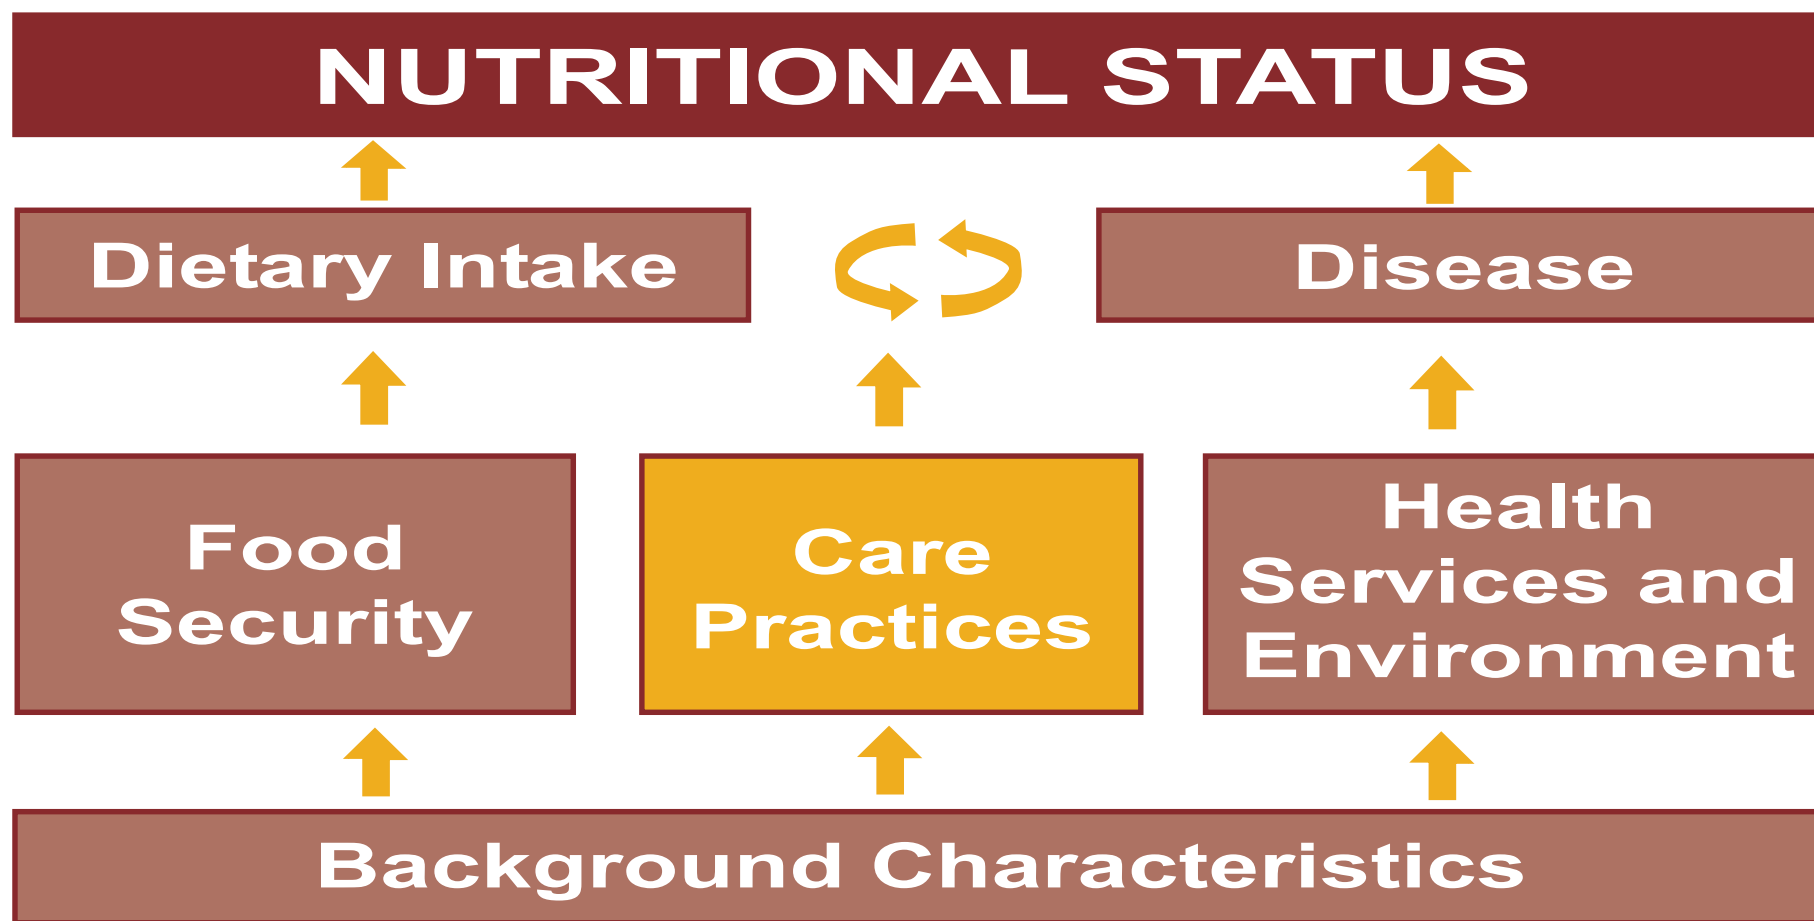 NUTRITIONAL STATUS
Dietary Intake
Disease
Food
Security
Care
Practices
Health
Services and
Environment
Background Characteristics